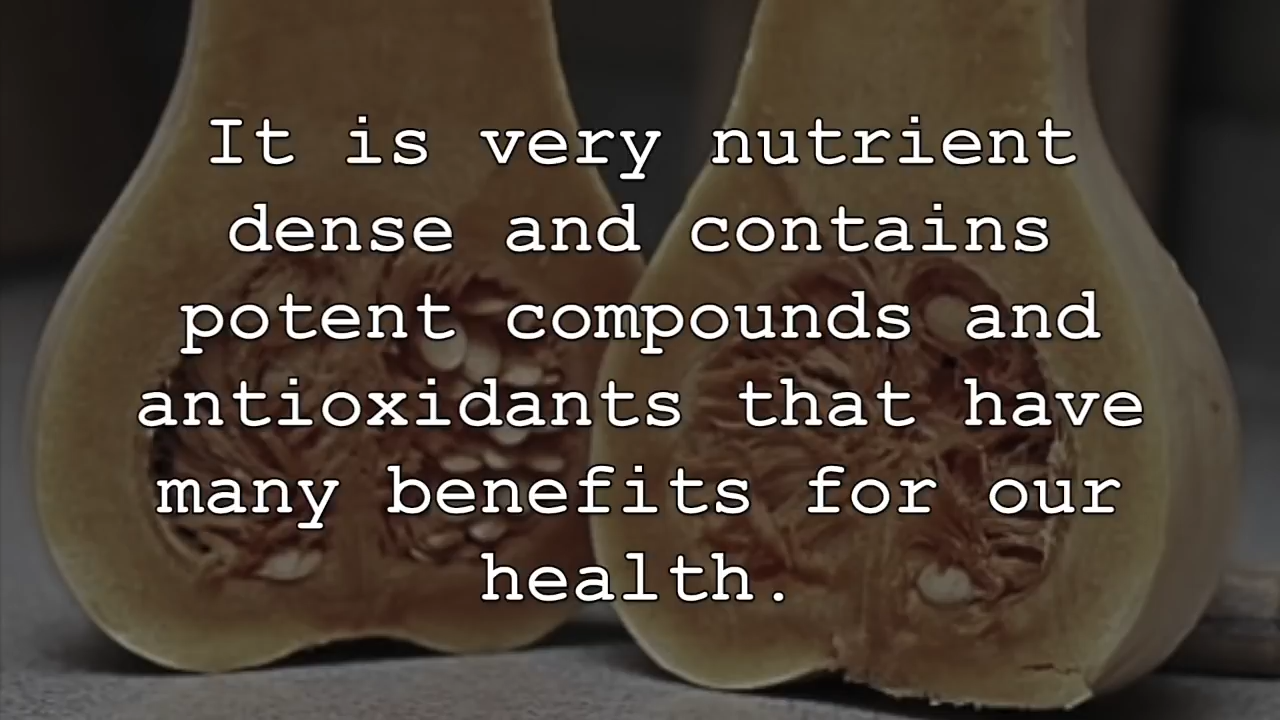 It is very nutrient
dense and contains
potent compounds and
antioxidants that have
many benefits for our
health.